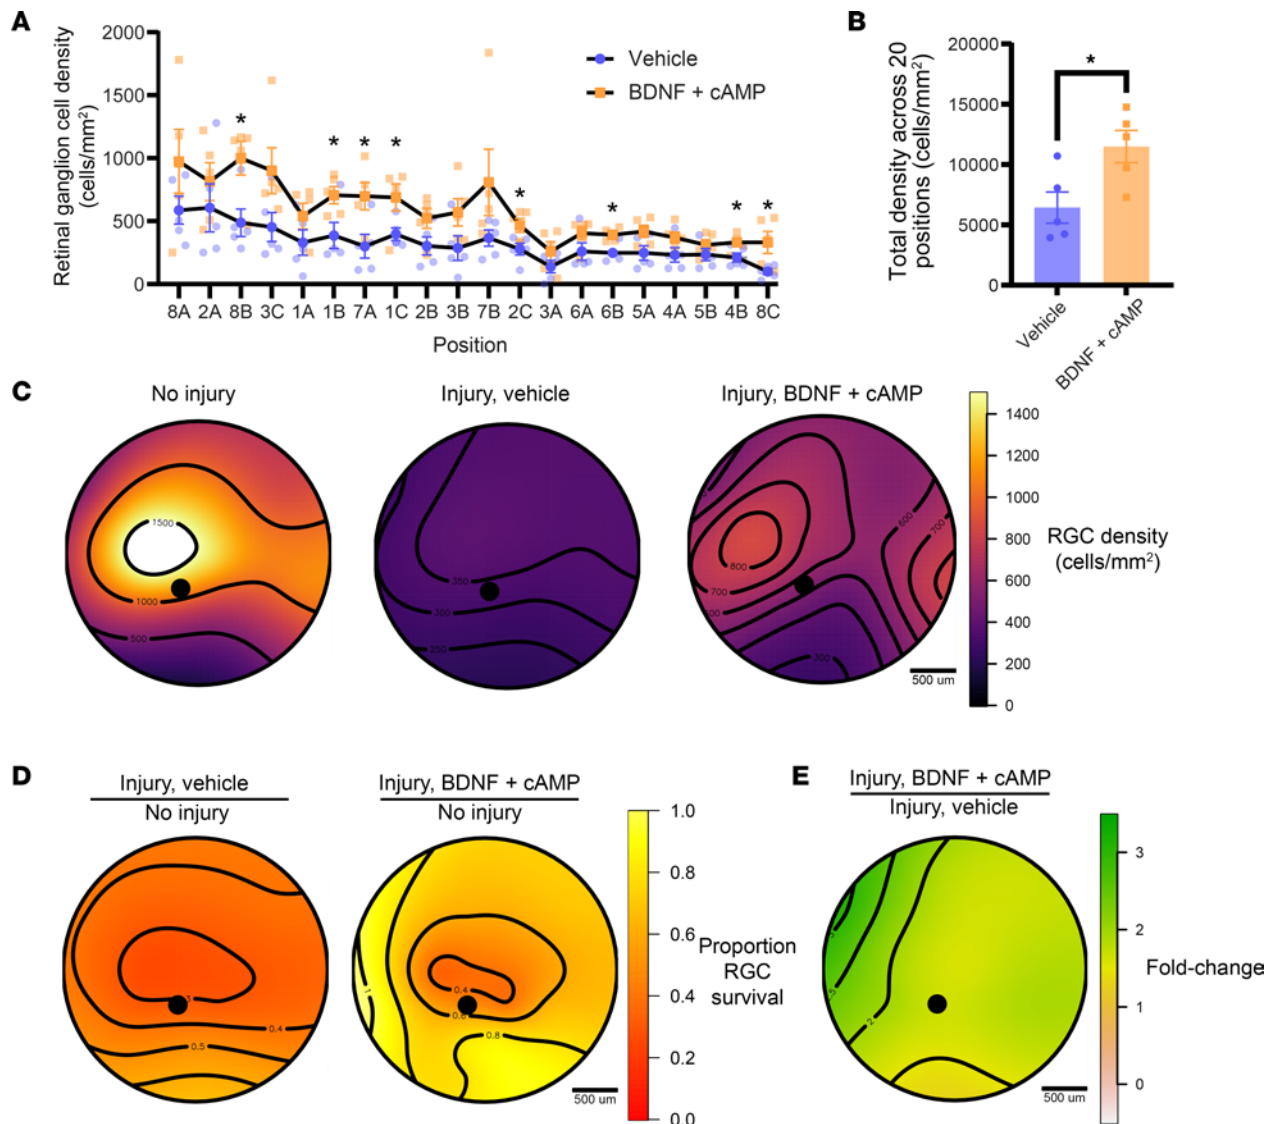 A
Retinal ganglion cell density
(cells/mm²)
2000
1500
1000
500
0
Vehicle
BDNF + cAMP
* * * * * * * *
8A 2A 8B 3C 1A 1B 7A 1C 2B 3B 7B 2C 3A 6A 6B 5A 4A 5B 4B 8C
Position
B
Total density across 20
positions (cells/mm²)
20000
15000
10000
5000
0
*
Vehicle
BDNF + cAMP
C
No injury
Injury, vehicle
Injury, BDNF + cAMP
1500
1000
500
350
300
250
600
700
800
700
300
500 um
1400
1200
1000
800
600
400
200
0
RGC density
(cells/mm²)
D
Injury, vehicle
No injury
0.4
0.5
Injury, BDNF + cAMP
No injury
1
0.4
0.6
0.8
500 um
1.0
0.8
0.6
0.4
0.2
0.0
Proportion
RGC
survival
E
Injury, BDNF + cAMP
Injury, vehicle
2
500 um
3
2
1
0
Fold-change